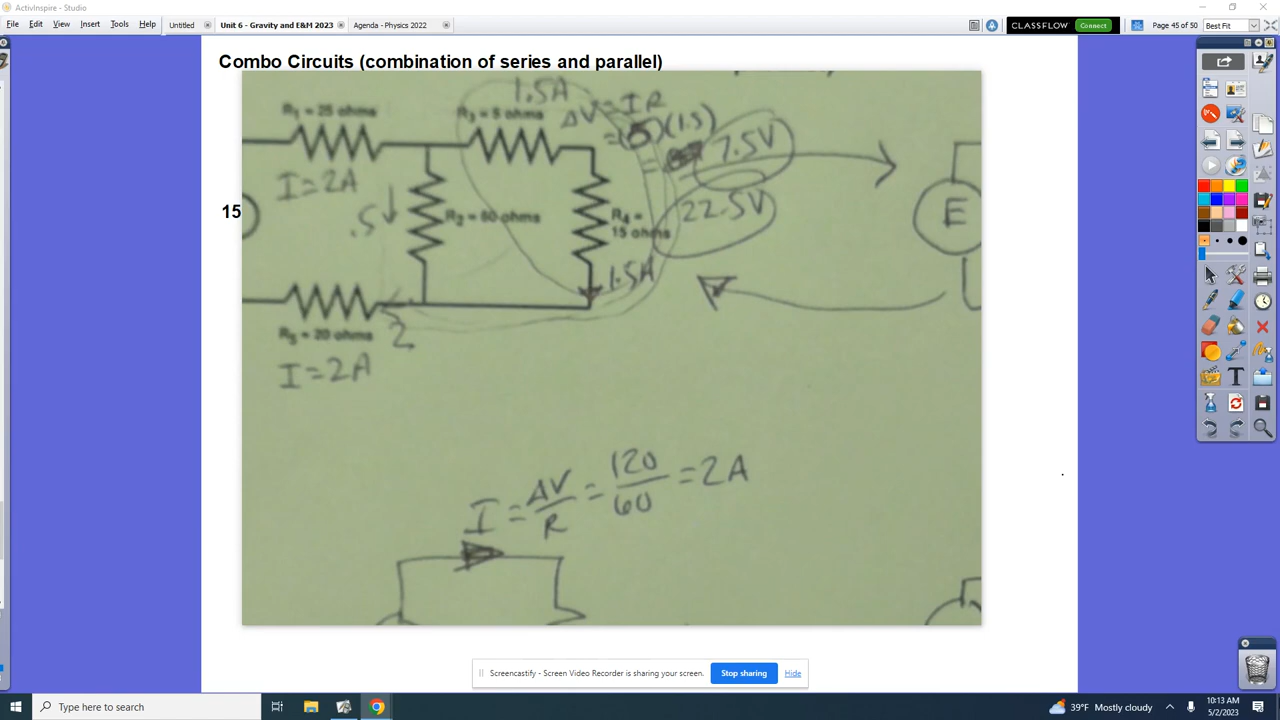 ActivInspire - Studio
File Edit View Insert Tools Help
Untitled
Unit 6 - Gravity and E&M 2023
Agenda - Physics 2022
CLASSFLOW Connect
Page 45 of 50
Best Fit
Combo Circuits (combination of series and parallel)
1.5A
R1 = 25 ohms
R3 = 5 ohms
ΔV = IR
= (5)(1.5)
= 7.5V
I = 2A
.5
R2 = 60 ohms
R4 =
15 ohms
22.5V
15
E
1.5A
2
R5 = 20 ohms
I = 2A
I = ΔV/R = 120/60 = 2A
Screencastify - Screen Video Recorder is sharing your screen.
Stop sharing
Hide
Type here to search
39°F Mostly cloudy
10:13 AM
5/2/2023